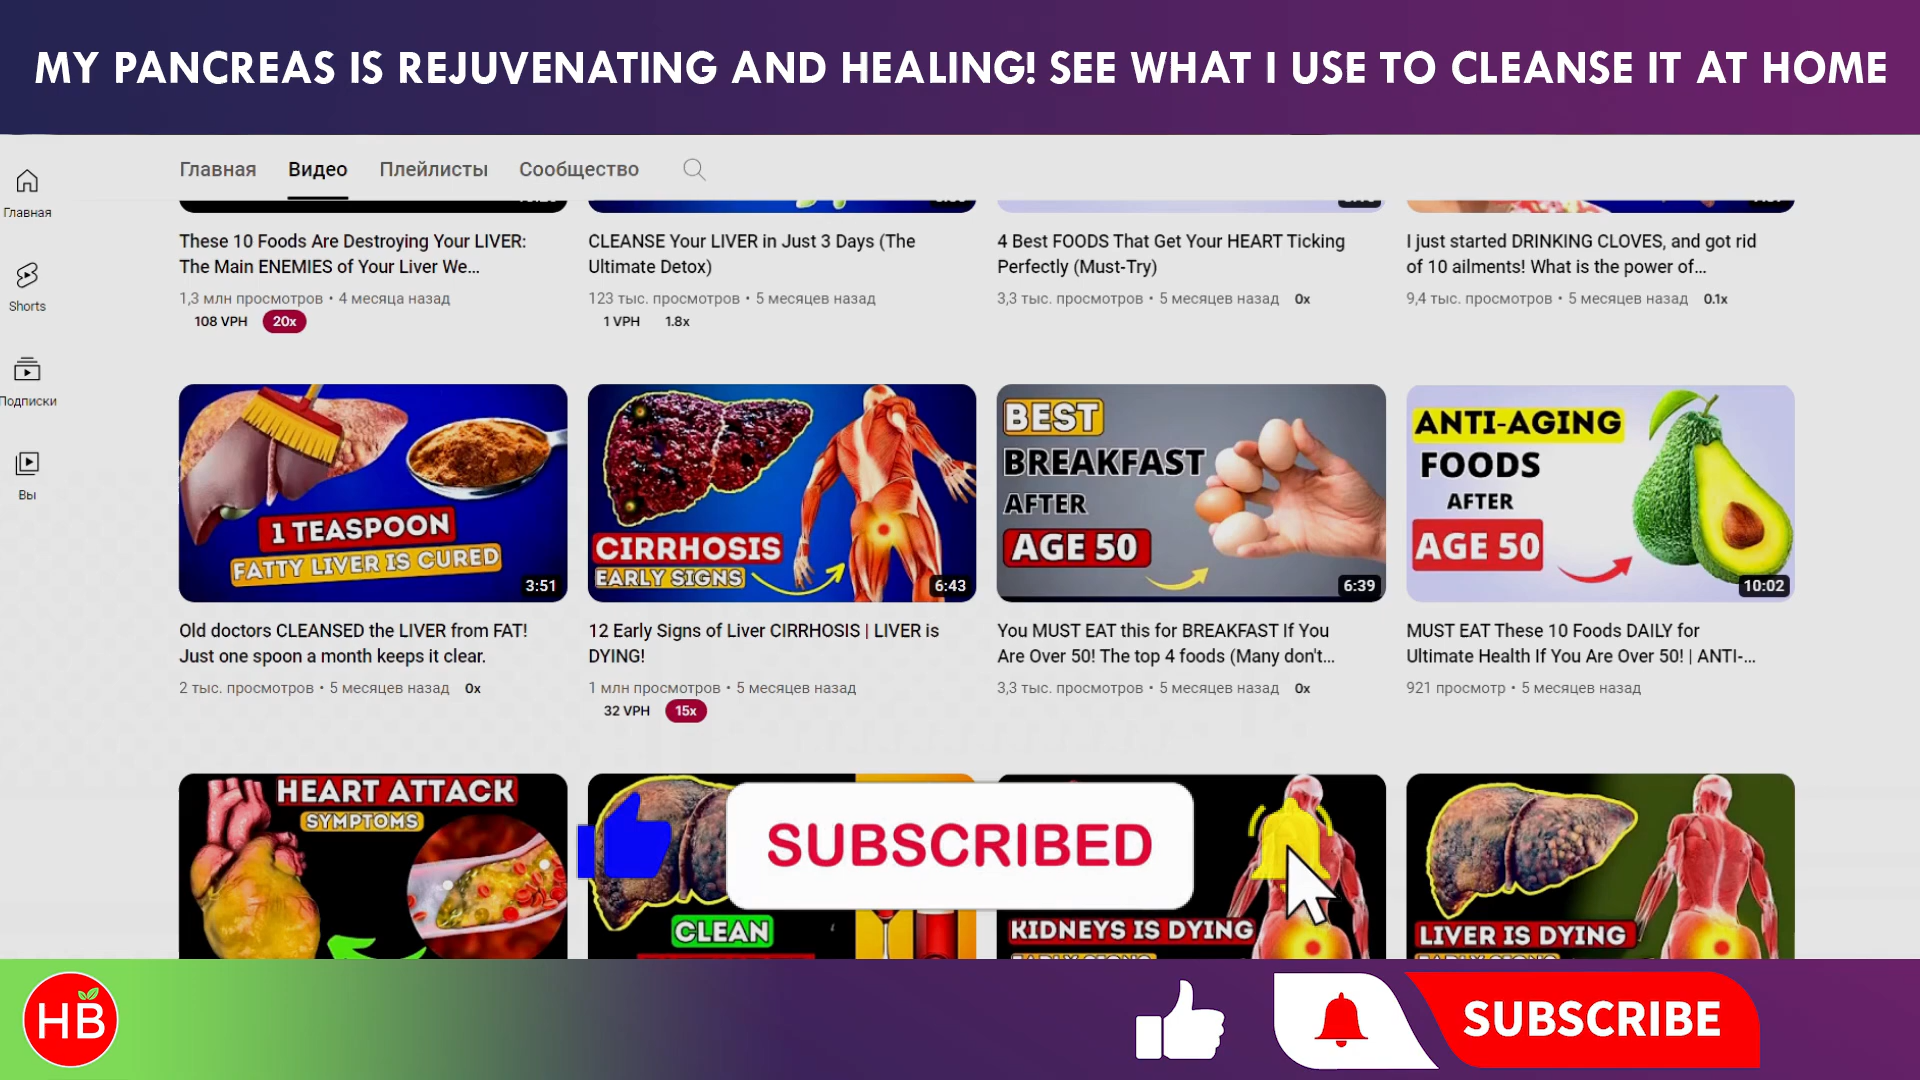 MY PANCREAS IS REJUVENATING AND HEALING! SEE WHAT I USE TO CLEANSE IT AT HOME
Главная Видео Плейлисты Сообщество
Главная
Shorts
Подписки
Вы
These 10 Foods Are Destroying Your LIVER:
The Main ENEMIES of Your Liver We...
1,3 млн просмотров • 4 месяца назад
108 VPH 20x
CLEANSE Your LIVER in Just 3 Days (The
Ultimate Detox)
123 тыс. просмотров • 5 месяцев назад
1 VPH 1.8x
4 Best FOODS That Get Your HEART Ticking
Perfectly (Must-Try)
3,3 тыс. просмотров • 5 месяцев назад 0x
I just started DRINKING CLOVES, and got rid
of 10 ailments! What is the power of...
9,4 тыс. просмотров • 5 месяцев назад 0.1x
1 TEASPOON
FATTY LIVER IS CURED
3:51
Old doctors CLEANSED the LIVER from FAT!
Just one spoon a month keeps it clear.
2 тыс. просмотров • 5 месяцев назад 0x
CIRRHOSIS
EARLY SIGNS
6:43
12 Early Signs of Liver CIRRHOSIS | LIVER is
DYING!
1 млн просмотров • 5 месяцев назад
32 VPH 15x
BEST
BREAKFAST
AFTER
AGE 50
6:39
You MUST EAT this for BREAKFAST If You
Are Over 50! The top 4 foods (Many don't...
3,3 тыс. просмотров • 5 месяцев назад 0x
ANTI-AGING
FOODS
AFTER
AGE 50
10:02
MUST EAT These 10 Foods DAILY for
Ultimate Health If You Are Over 50! | ANTI-...
921 просмотр • 5 месяцев назад
HEART ATTACK
SYMPTOMS
CLEAN
SUBSCRIBED
KIDNEYS IS DYING
LIVER IS DYING
HB
SUBSCRIBE